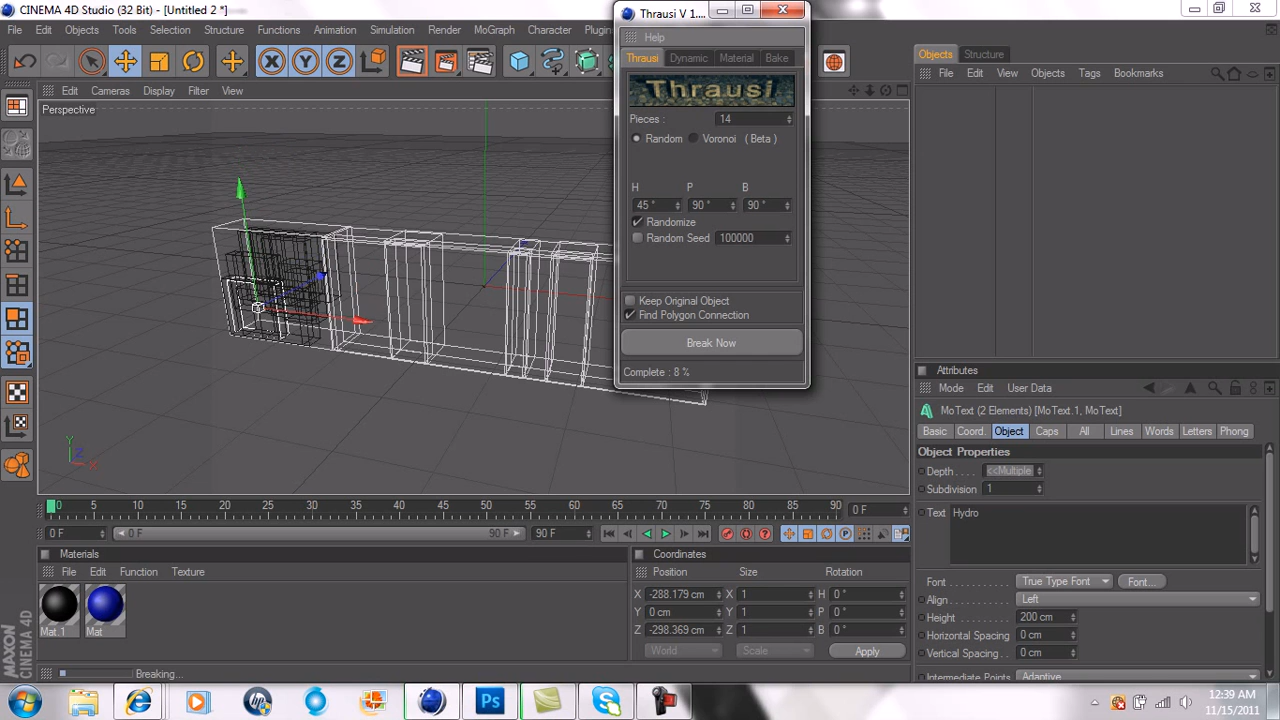 CINEMA 4D Studio (32 Bit) - [Untitled 2 *]
File Edit Objects Tools Selection Structure Functions Animation Simulation Render MoGraph Character Plugin
Thrausi V 1....
Help
Thrausi Dynamic Material Bake
Thrausi
Pieces : 14
Random Voronoi ( Beta )
H P B
45 ° 90 ° 90 °
Randomize
Random Seed 100000
Keep Original Object
Find Polygon Connection
Break Now
Complete : 8 %
Edit Cameras Display Filter View
Perspective
X Y Z
Y
X
Objects Structure
File Edit View Objects Tags Bookmarks
Attributes
Mode Edit User Data
MoText (2 Elements) [MoText.1, MoText]
Basic Coord. Object Caps All Lines Words Letters Phong
Object Properties
Depth . . . . <<Multiple
Subdivision 1
Text Hydro
Font . . . . . . . . . . . True Type Font Font...
Align . . . . . . . . . . . Left
Height . . . . . . . . . . 200 cm
Horizontal Spacing 0 cm
Vertical Spacing . . 0 cm
Intermediate Points Adaptive
0 5 10 15 20 25 30 35 40 45 50 55 60 65 70 75 80 85 90 0 F
0 F 0 F 90 F 90 F
Materials
File Edit Function Texture
Mat.1 Mat
Coordinates
Position Size Rotation
X -288.179 cm X 1 H 0 °
Y 0 cm Y 1 P 0 °
Z -298.369 cm Z 1 B 0 °
World Scale Apply
MAXON
CINEMA 4D
Breaking...
Ps
12:39 AM
11/15/2011